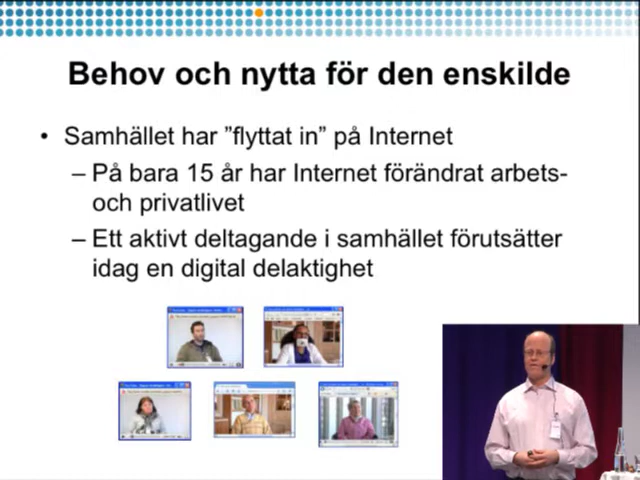 Behov och nytta för den enskilde
• Samhället har ”flyttat in” på Internet
– På bara 15 år har Internet förändrat arbets-
och privatlivet
– Ett aktivt deltagande i samhället förutsätter
idag en digital delaktighet